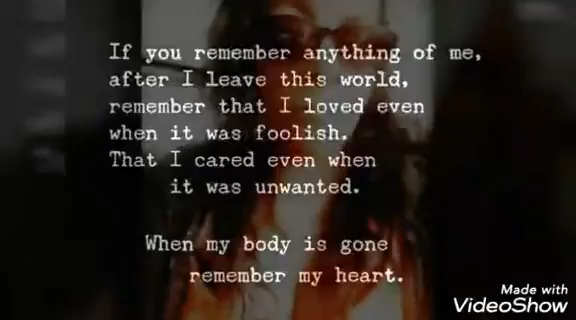 If you remember anything of me,
after I leave this world,
remember that I loved even
when it was foolish.
That I cared even when
it was unwanted.
When my body is gone
remember my heart.
Made with
VideoShow